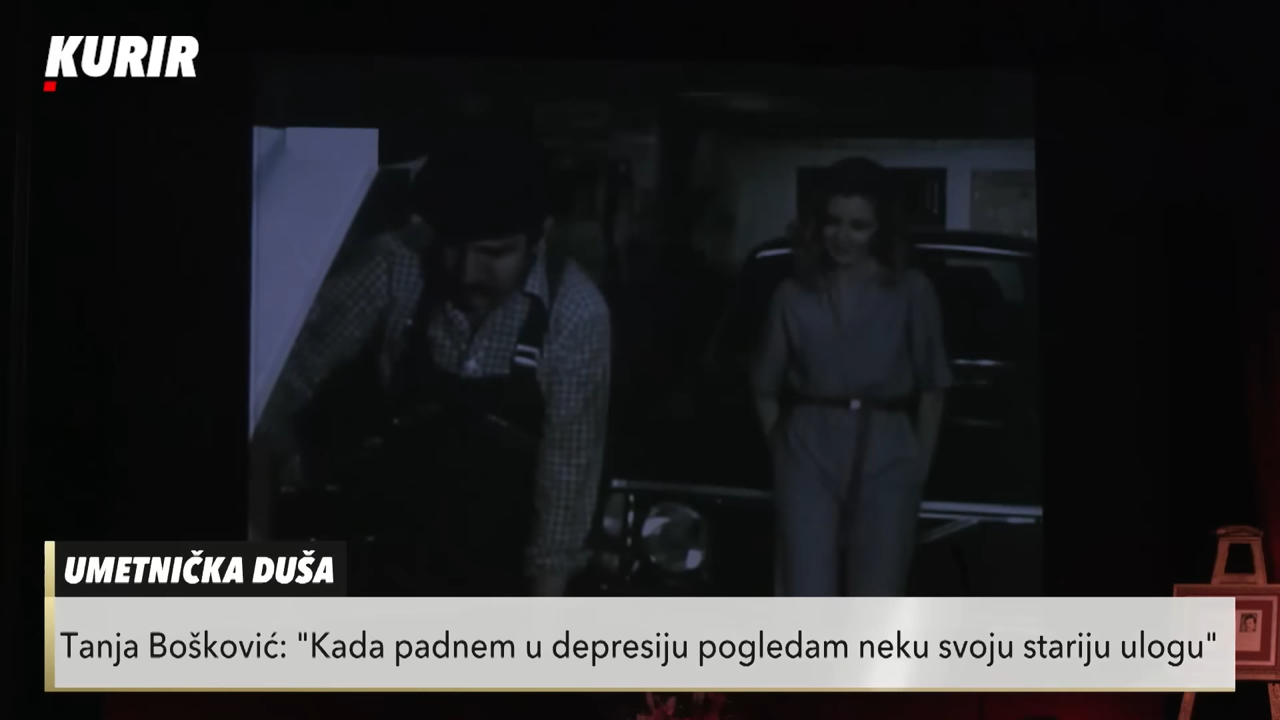 KURIR
UMETNIČKA DUŠA
Tanja Bošković: "Kada padnem u depresiju pogledam neku svoju stariju ulogu"